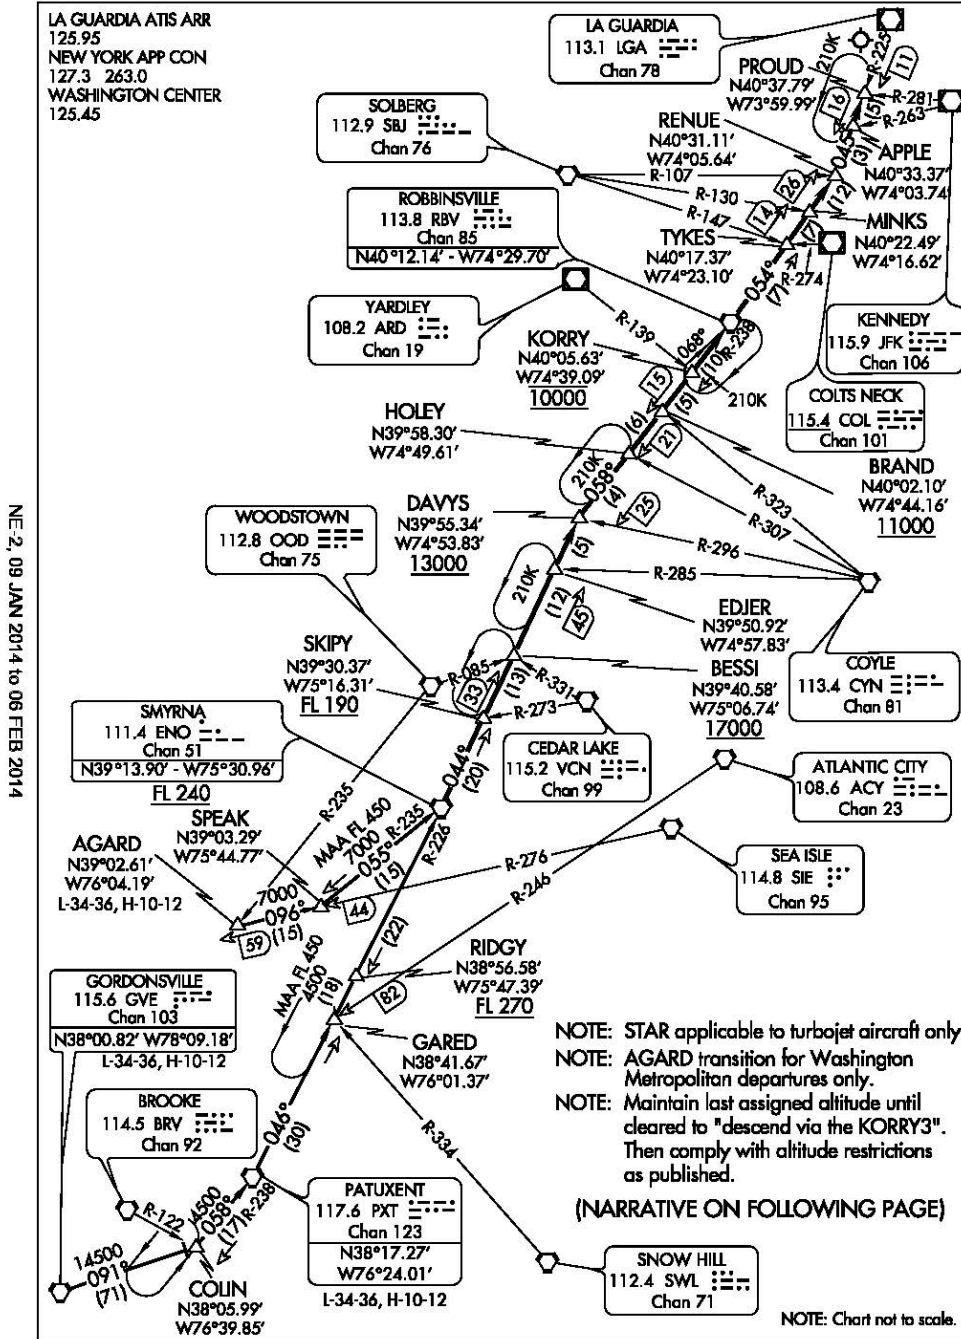 LA GUARDIA ATIS ARR
125.95
NEW YORK APP CON
127.3 263.0
WASHINGTON CENTER
125.45
LA GUARDIA
113.1 LGA
Chan 78
210K
R-225
11
PROUD
N40°37.79'
W73°59.99'
16
(5)
R-281
R-263
SOLBERG
112.9 SBJ
Chan 76
RENUE
N40°31.11'
W74°05.64'
045°
(3)
APPLE
N40°33.37'
W74°03.74'
R-107
R-130
R-147
26
14
(12)
ROBBINSVILLE
113.8 RBV
Chan 85
N40°12.14' - W74°29.70'
MINKS
N40°22.49'
W74°16.62'
TYKES
N40°17.37'
W74°23.10'
(7)
R-274
054°
(7)
YARDLEY
108.2 ARD
Chan 19
R-139
KENNEDY
115.9 JFK
Chan 106
KORRY
N40°05.63'
W74°39.09'
10000
068°
R-238
(10)
210K
COLTS NECK
115.4 COL
Chan 101
15
(5)
HOLEY
N39°58.30'
W74°49.61'
(6)
21
BRAND
N40°02.10'
W74°44.16'
11000
210K
058°
(4)
R-323
R-307
DAVYS
N39°55.34'
W74°53.83'
13000
25
WOODSTOWN
112.8 OOD
Chan 75
(5)
R-296
R-285
210K
(12)
45
EDJER
N39°50.92'
W74°57.83'
SKIPY
N39°30.37'
W75°16.31'
FL 190
R-085
33
(13)
R-331
R-273
BESSI
N39°40.58'
W75°06.74'
17000
COYLE
113.4 CYN
Chan 81
SMYRNA
111.4 ENO
Chan 51
N39°13.90' - W75°30.96'
FL 240
044°
(20)
CEDAR LAKE
115.2 VCN
Chan 99
ATLANTIC CITY
108.6 ACY
Chan 23
R-235
SPEAK
N39°03.29'
W75°44.77'
MAA FL 450
7000
055°
R-235
(15)
R-226
AGARD
N39°02.61'
W76°04.19'
L-34-36, H-10-12
7000
096°
(15)
59
44
R-276
R-246
SEA ISLE
114.8 SIE
Chan 95
(22)
RIDGY
N38°56.58'
W75°47.39'
FL 270
82
MAA FL 450
4500
(18)
GARED
N38°41.67'
W76°01.37'
GORDONSVILLE
115.6 GVE
Chan 103
N38°00.82' W78°09.18'
L-34-36, H-10-12
NOTE: STAR applicable to turbojet aircraft only
NOTE: AGARD transition for Washington
Metropolitan departures only.
NOTE: Maintain last assigned altitude until
cleared to "descend via the KORRY3".
Then comply with altitude restrictions
as published.
(NARRATIVE ON FOLLOWING PAGE)
BROOKE
114.5 BRV
Chan 92
046°
(30)
R-334
R-122
4500
058°
(17)
R-238
PATUXENT
117.6 PXT
Chan 123
N38°17.27'
W76°24.01'
L-34-36, H-10-12
14500
091°
(71)
COLIN
N38°05.99'
W76°39.85'
SNOW HILL
112.4 SWL
Chan 71
NOTE: Chart not to scale.
NE-2, 09 JAN 2014 to 06 FEB 2014